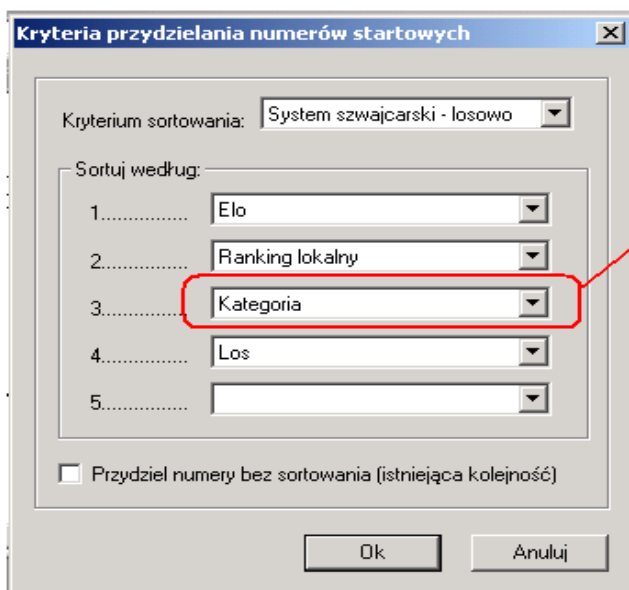 Kryteria przydzielania numerów startowych
Kryterium sortowania: System szwajcarski - losowo
Sortuj według:
1................ Elo
2................ Ranking lokalny
3................ Kategoria
4................ Los
5................
Przydziel numery bez sortowania (istniejąca kolejność)
Ok Anuluj